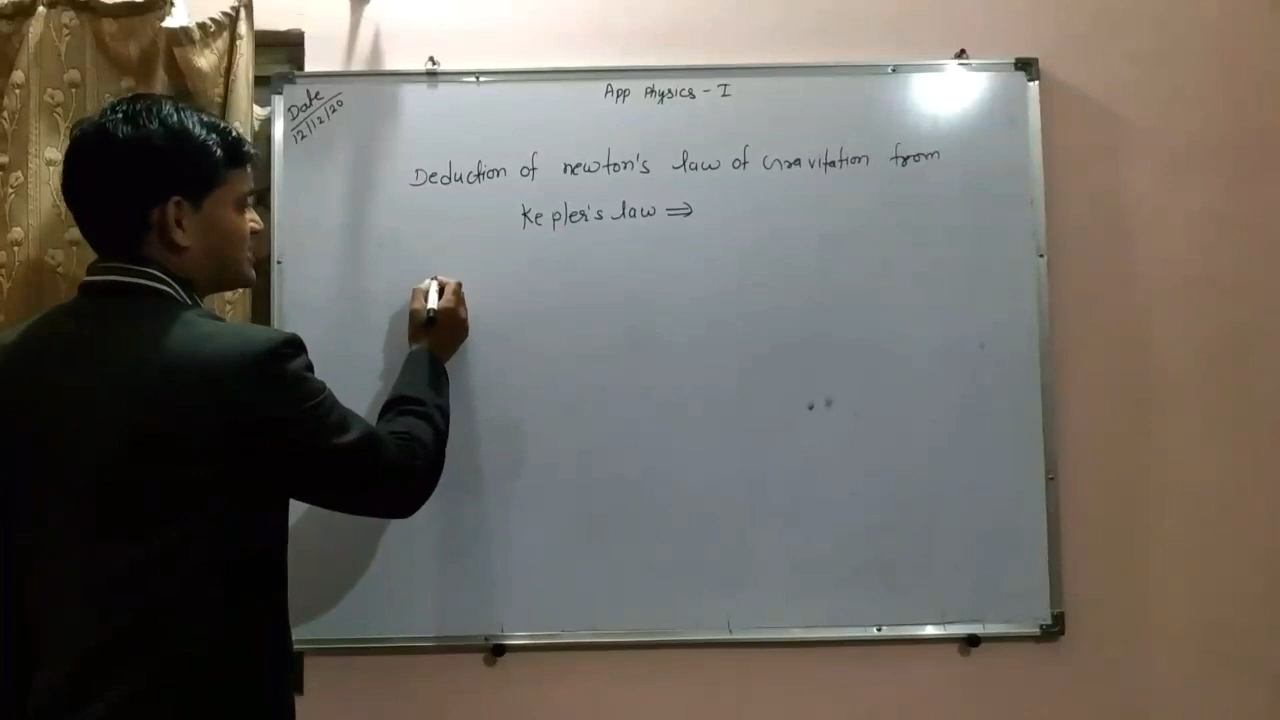 Date
12/12/20
App Physics - I
Deduction of newton's law of Gravitation from
Kepler's law ⇒